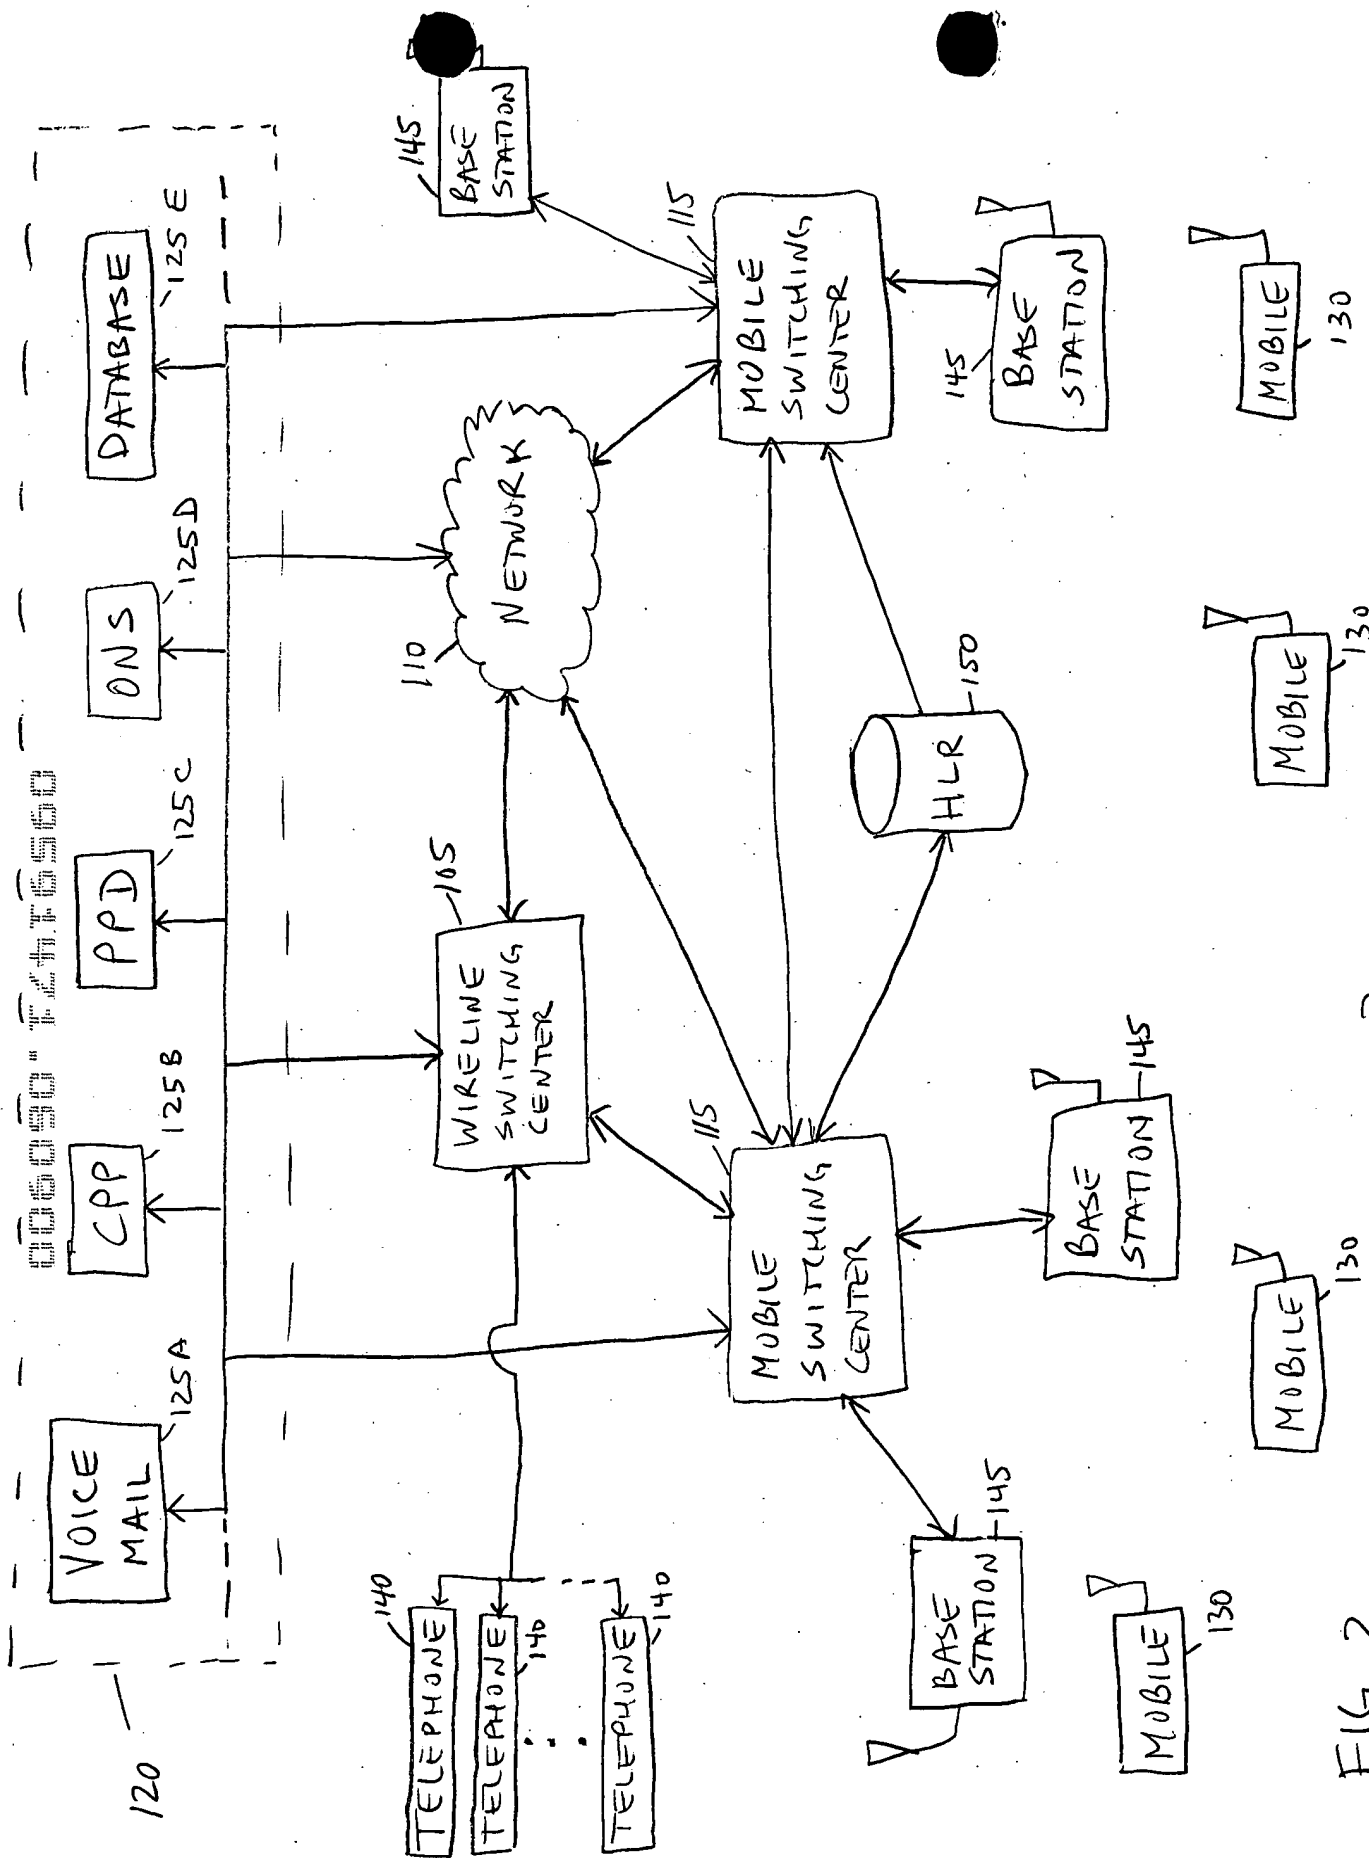 09596421.060900
120
VOICE
MAIL
125A
CPP
125B
PPD
125C
ONS
125D
DATABASE
125E
TELEPHONE
140
TELEPHONE
140
TELEPHONE
140
WIRELINE
SWITCHING
CENTER
105
110
NETWORK
145
BASE
STATION
115
MOBILE
SWITCHING
CENTER
115
MOBILE
SWITCHING
CENTER
HLR
150
BASE
STATION
145
BASE
STATION
145
145
BASE
STATION
MOBILE
130
MOBILE
130
MOBILE
130
MOBILE
130
FIG 2